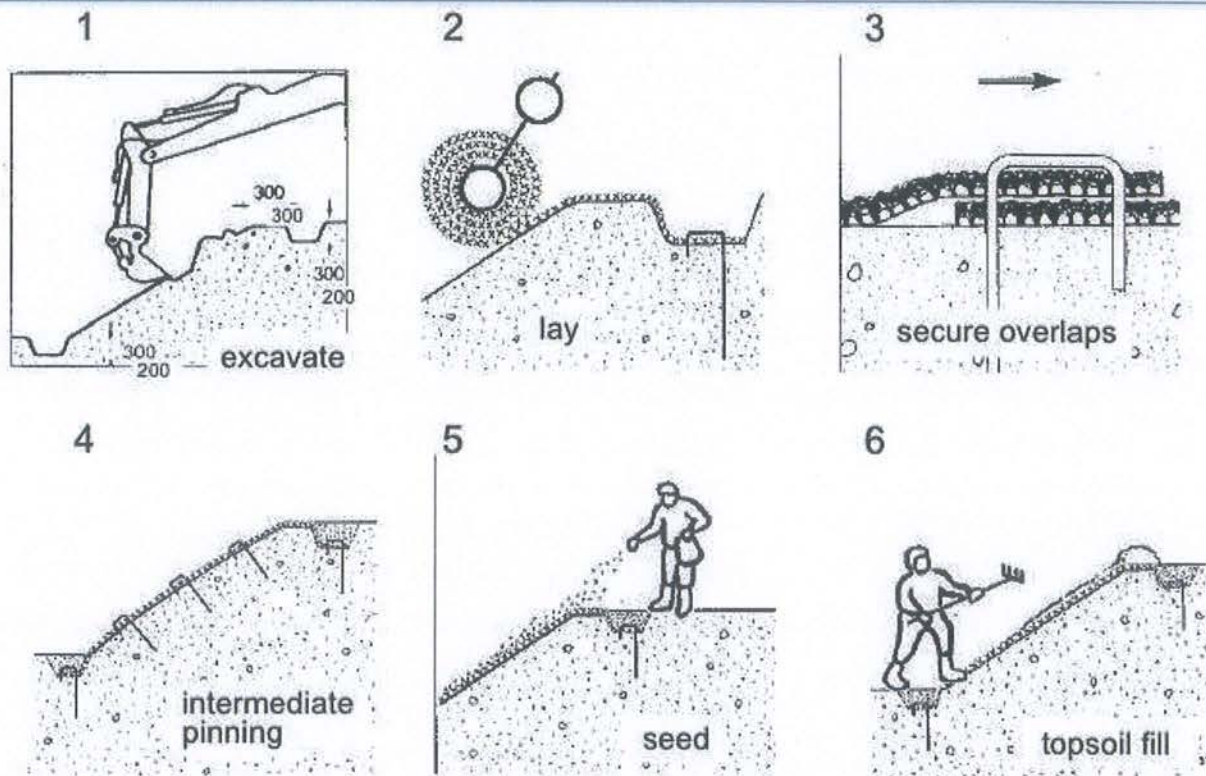 1
2
3
300
300
300
200
300
200
excavate
lay
secure overlaps
4
5
6
intermediate
pinning
seed
topsoil fill